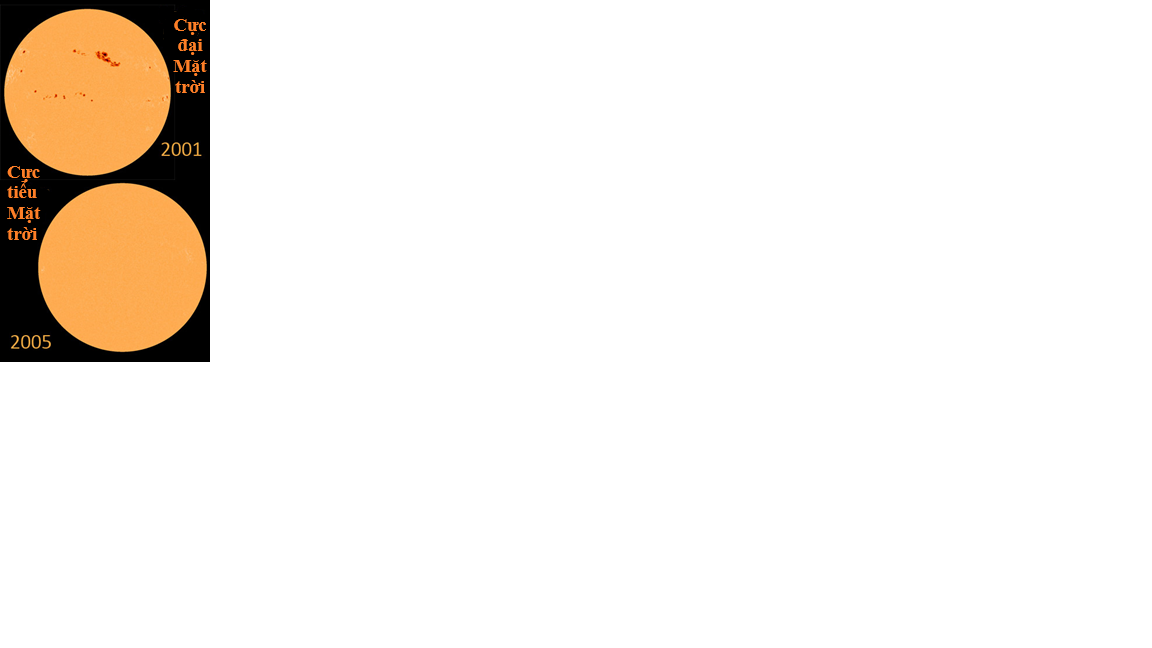 Cực
đại
Mặt
trời
2001
Cực
tiểu
Mặt
trời
2005